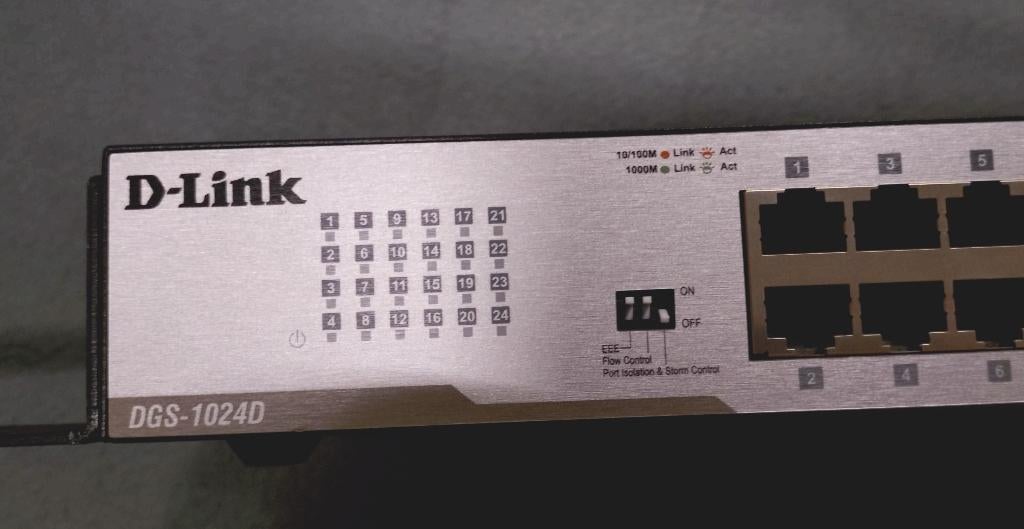 D-Link
10/100M Link Act
1000M Link Act
1 3 5
1 5 9 13 17 21
2 6 10 14 18 22
3 7 11 15 19 23
4 8 12 16 20 24
ON
OFF
EEE
Flow Control
Port Isolation & Storm Control
2 4 6
DGS-1024D